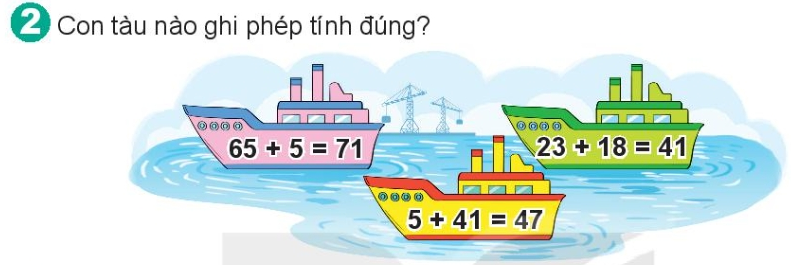 2 Con tàu nào ghi phép tính đúng?
65 + 5 = 71
23 + 18 = 41
5 + 41 = 47